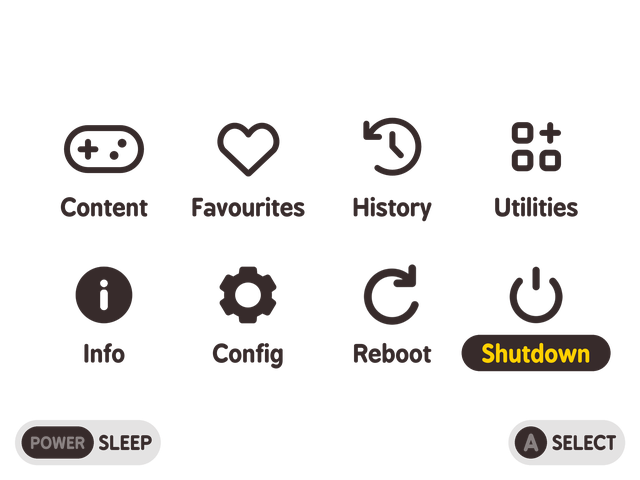 Content Favourites History Utilities
Info Config Reboot Shutdown
POWER SLEEP A SELECT